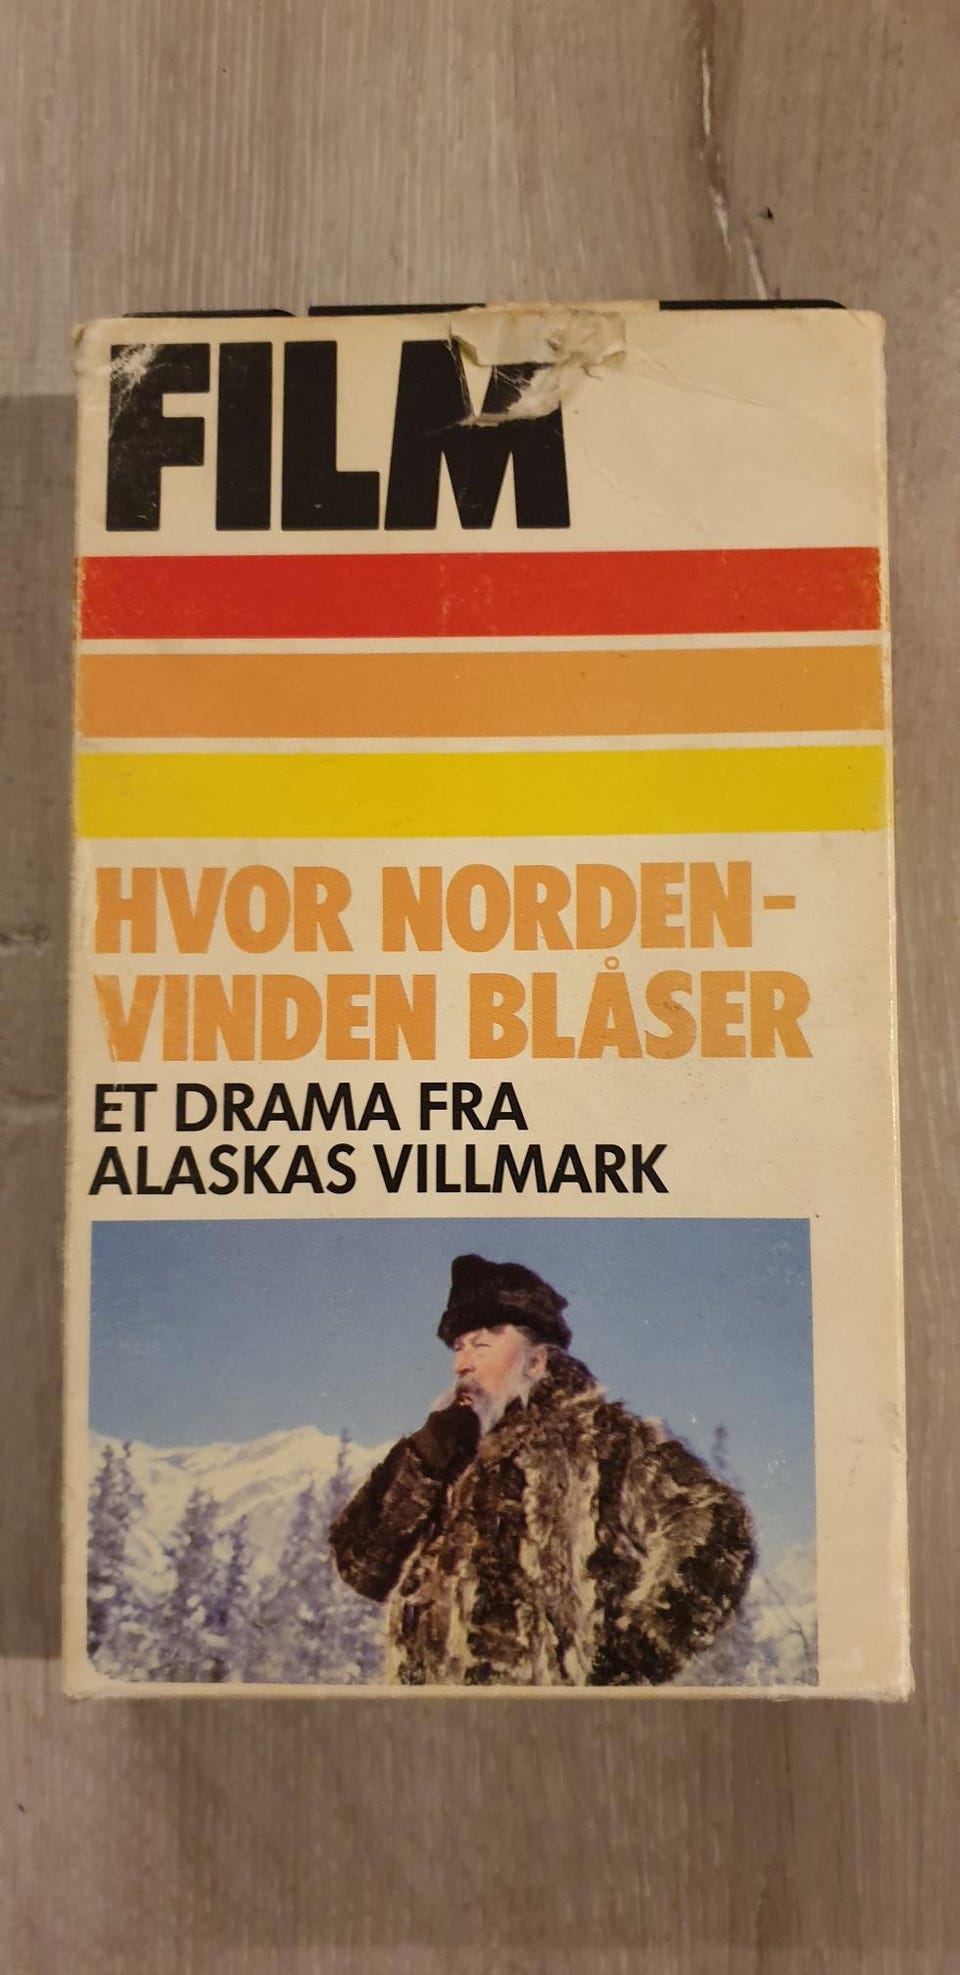 FILM
HVOR NORDEN-
VINDEN BLÅSER
ET DRAMA FRA
ALASKAS VILLMARK